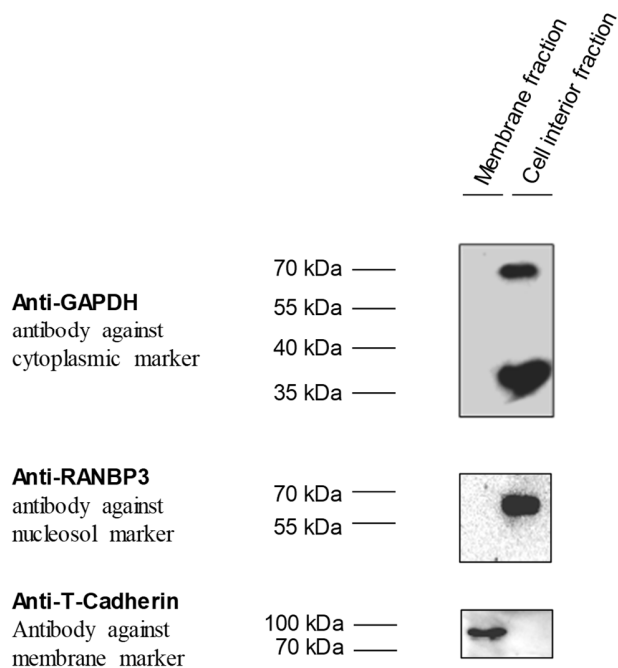 Membrane fraction
Cell interior fraction
Anti-GAPDH
antibody against
cytoplasmic marker
70 kDa
55 kDa
40 kDa
35 kDa
Anti-RANBP3
antibody against
nucleosol marker
70 kDa
55 kDa
Anti-T-Cadherin
Antibody against
membrane marker
100 kDa
70 kDa